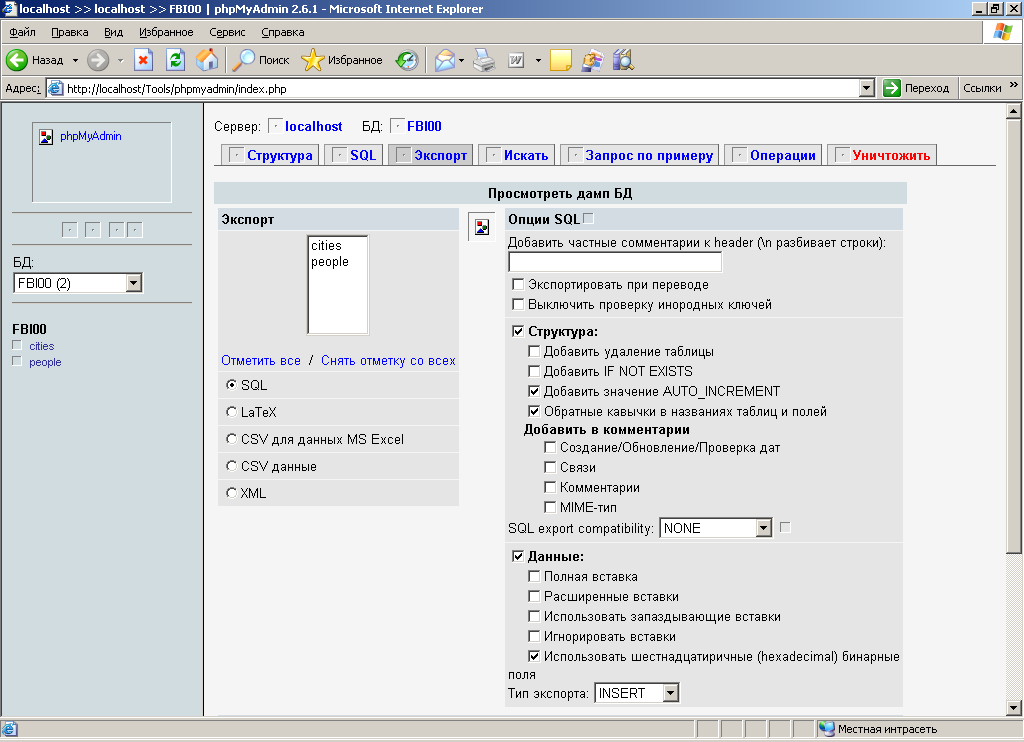 localhost >> localhost >> FBI00 | phpMyAdmin 2.6.1 - Microsoft Internet Explorer
Файл Правка Вид Избранное Сервис Справка
Назад Поиск Избранное
Адрес: http://localhost/Tools/phpmyadmin/index.php Переход Ссылки »
phpMyAdmin
БД:
FBI00 (2)
FBI00
cities
people
Сервер: localhost БД: FBI00
Структура SQL Экспорт Искать Запрос по примеру Операции Уничтожить
Просмотреть дамп БД
Экспорт
cities
people
Отметить все / Снять отметку со всех
SQL
LaTeX
CSV для данных MS Excel
CSV данные
XML
Опции SQL
Добавить частные комментарии к header (\n разбивает строки):
Экспортировать при переводе
Выключить проверку инородных ключей
Структура:
Добавить удаление таблицы
Добавить IF NOT EXISTS
Добавить значение AUTO_INCREMENT
Обратные кавычки в названиях таблиц и полей
Добавить в комментарии
Создание/Обновление/Проверка дат
Связи
Комментарии
MIME-тип
SQL export compatibility: NONE
Данные:
Полная вставка
Расширенные вставки
Использовать запаздывающие вставки
Игнорировать вставки
Использовать шестнадцатиричные (hexadecimal) бинарные
поля
Тип экспорта: INSERT
Местная интрасеть